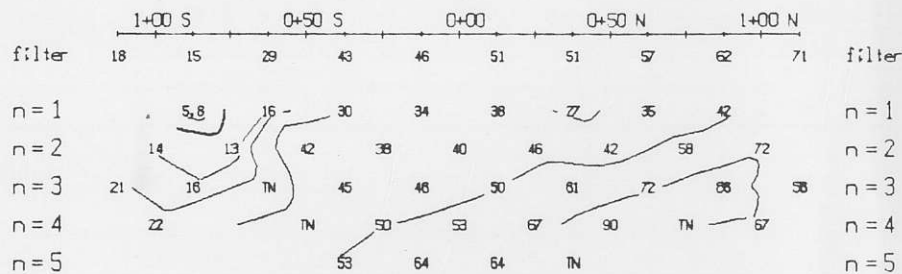 1+00 S 0+50 S 0+00 0+50 N 1+00 N
filter 18 15 29 43 46 51 51 57 62 71 filter
n = 1 5.8 16 30 34 38 27 35 42 n = 1
n = 2 14 13 42 38 40 46 42 58 72 n = 2
n = 3 21 16 TN 45 46 50 61 72 86 58 n = 3
n = 4 22 TN 50 53 67 90 TN 67 n = 4
n = 5 53 64 64 TN n = 5